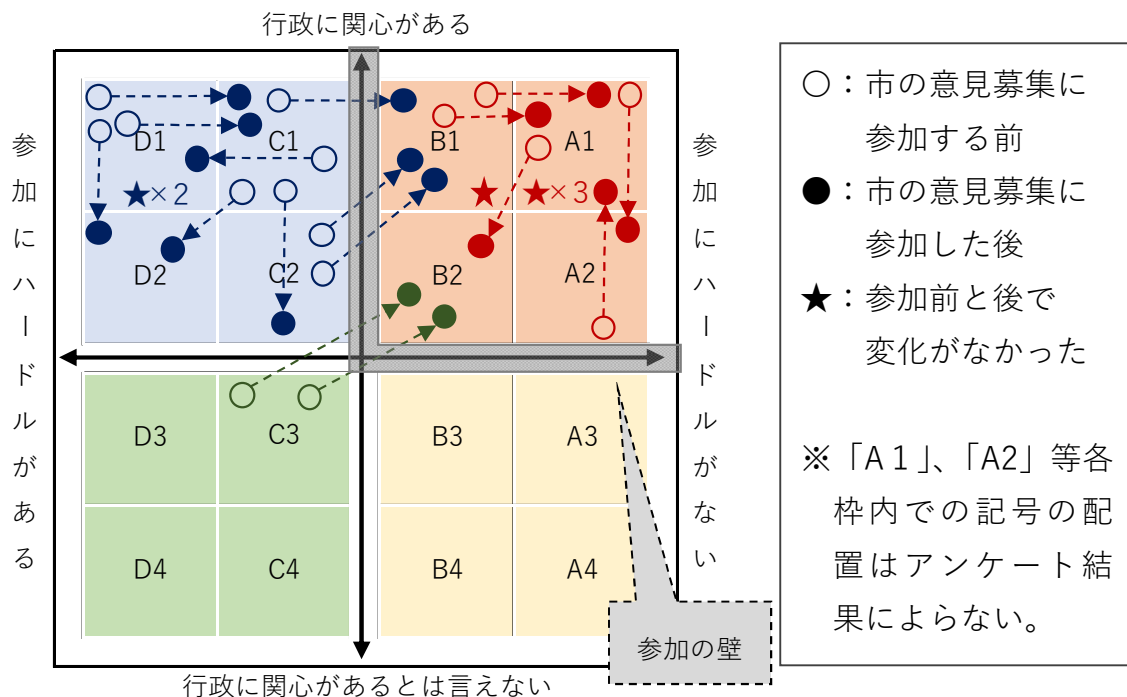 行政に関心がある
参加にハードルがある
D1
C1
B1
A1
★×2
★
★×3
D2
C2
B2
A2
D3
C3
B3
A3
D4
C4
B4
A4
参加にハードルがない
参加の壁
行政に関心があるとは言えない
○：市の意見募集に
参加する前
●：市の意見募集に
参加した後
★：参加前と後で
変化がなかった
※「A１」、「A2」等各
枠内での記号の配
置はアンケート結
果によらない。